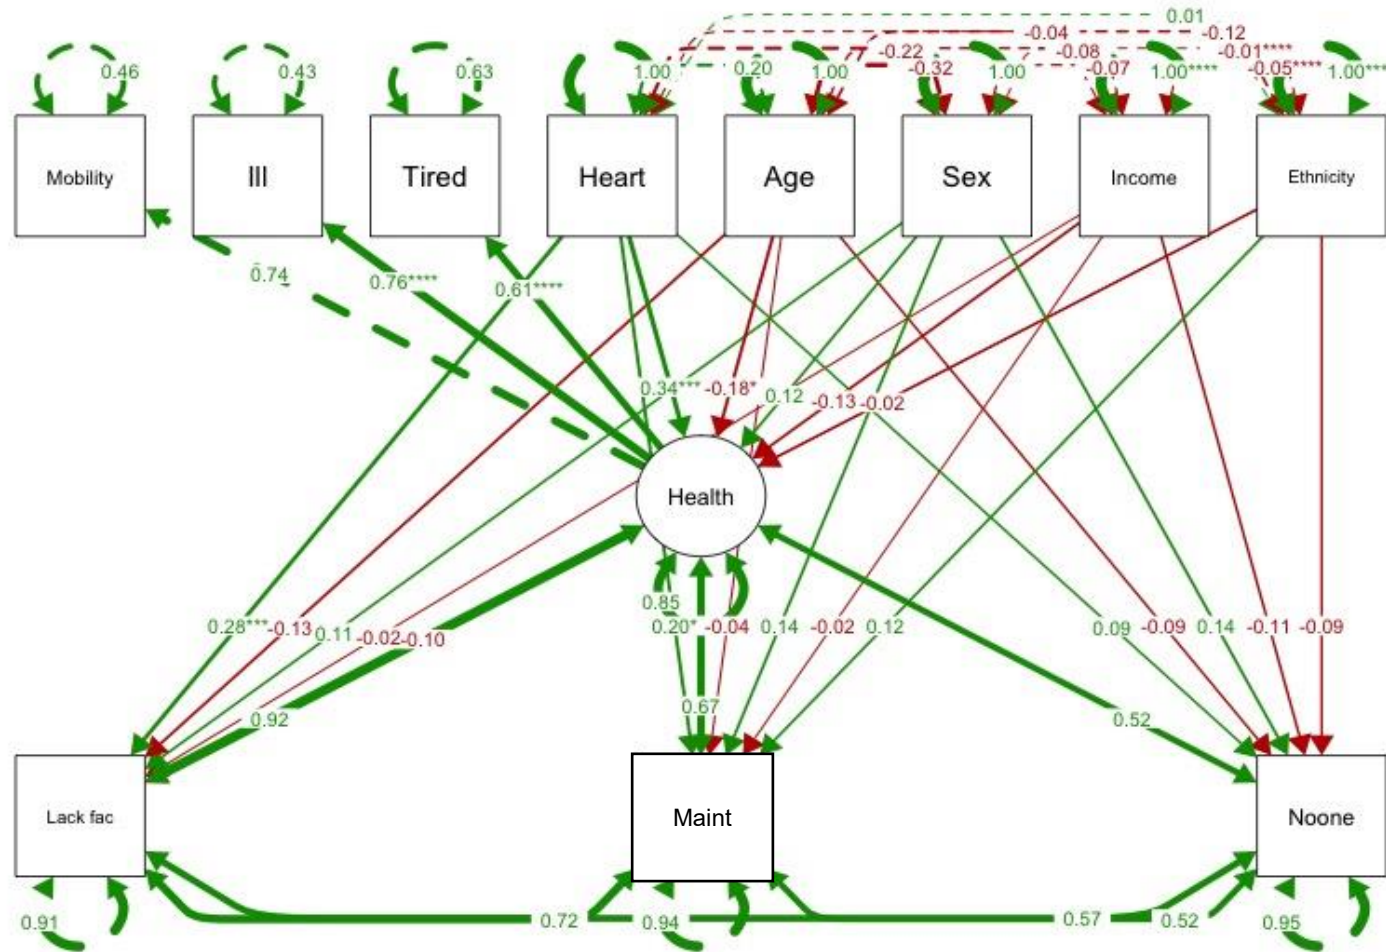 0.01
-0.04 -0.12
-0.22 -0.08 -0.01****
0.46 0.43 0.63 1.00 0.20 1.00 -0.32 1.00 -0.07 1.00**** -0.05**** 1.00***
Mobility Ill Tired Heart Age Sex Income Ethnicity
0.74 0.76**** 0.61****
0.34*** -0.18* 0.12 -0.13 -0.02
Health
0.85
0.28*** -0.13 0.11 -0.02 -0.10 0.20* -0.04 0.14 -0.02 0.12 0.09 -0.09 0.14 -0.11 -0.09
0.92 0.67 0.52
Lack fac Maint Noone
0.91 0.72 0.94 0.57 0.52 0.95